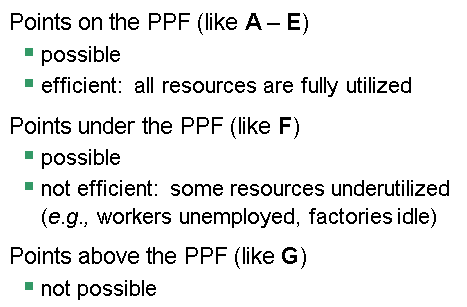 Points on the PPF (like A – E)
▪ possible
▪ efficient: all resources are fully utilized
Points under the PPF (like F)
▪ possible
▪ not efficient: some resources underutilized
(e.g., workers unemployed, factories idle)
Points above the PPF (like G)
▪ not possible